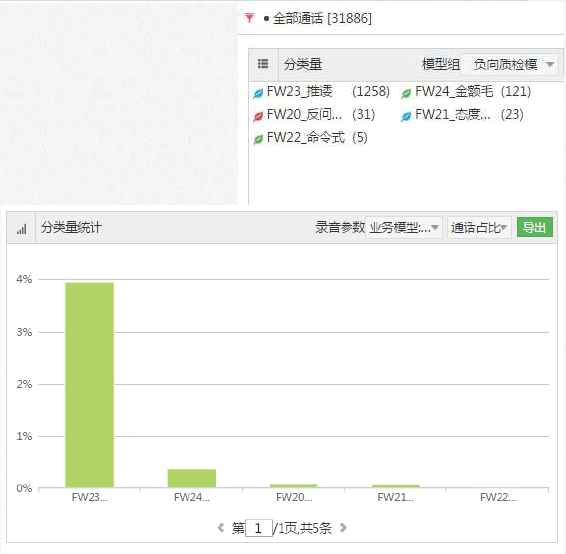 ● 全部通话 [31886]
分类量 模型组 负向质检模
FW23_推诿 (1258) FW24_金额毛 (121)
FW20_反问... (31) FW21_态度... (23)
FW22_命令式 (5)
分类量统计 录音参数 业务模型:... 通话占比 导出
4%
3%
2%
1%
0%
FW23... FW24... FW20... FW21... FW22...
第 1 /1页,共5条